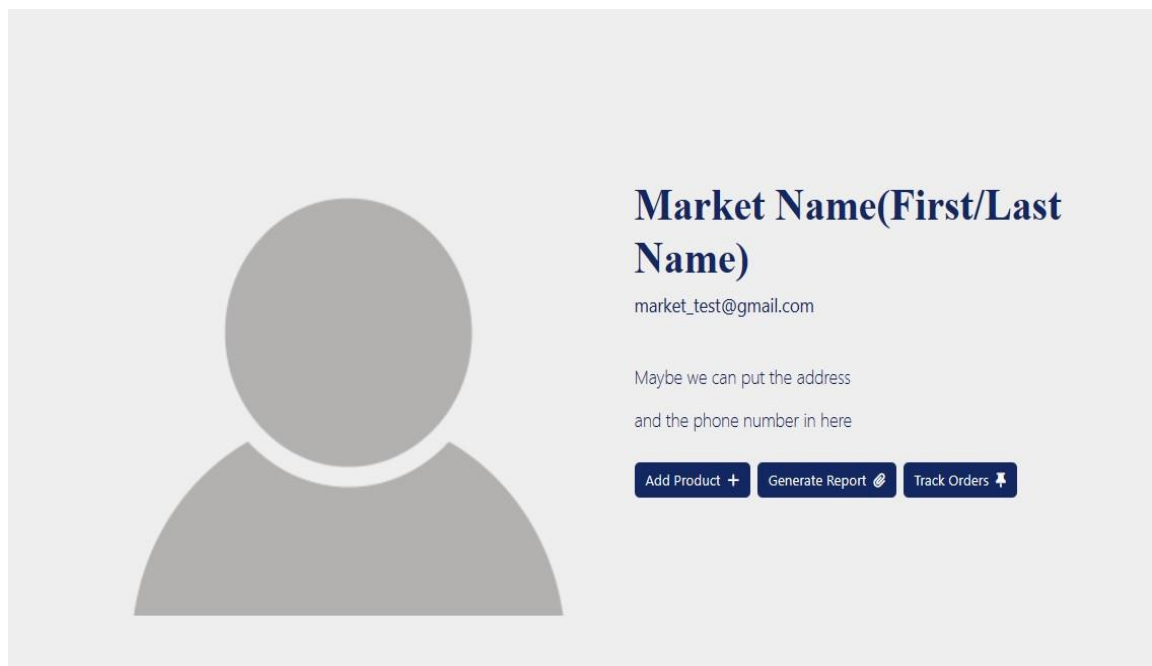 Market Name(First/Last
Name)
market_test@gmail.com
Maybe we can put the address
and the phone number in here
Add Product
Generate Report
Track Orders